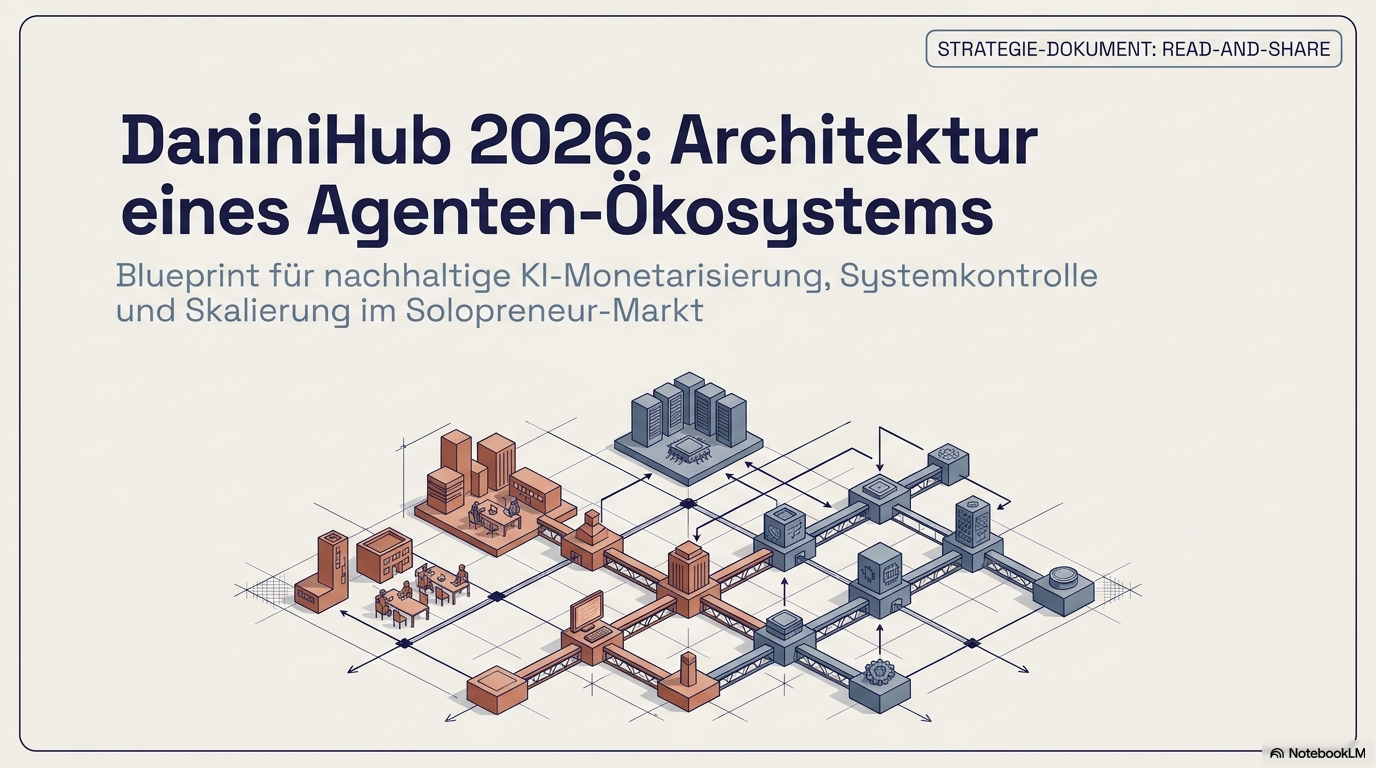 STRATEGIE-DOKUMENT: READ-AND-SHARE
DaniniHub 2026: Architektur
eines Agenten-Ökosystems
Blueprint für nachhaltige KI-Monetarisierung, Systemkontrolle
und Skalierung im Solopreneur-Markt
NotebookLM